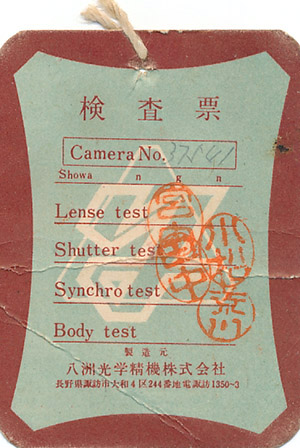 検査票
Camera No. 37541
Showa n g n
Lense test
Shutter test
Synchro test
Body test
製造元
八洲光学精機株式会社
長野県諏訪市大和4区244番地電諏訪1350~3